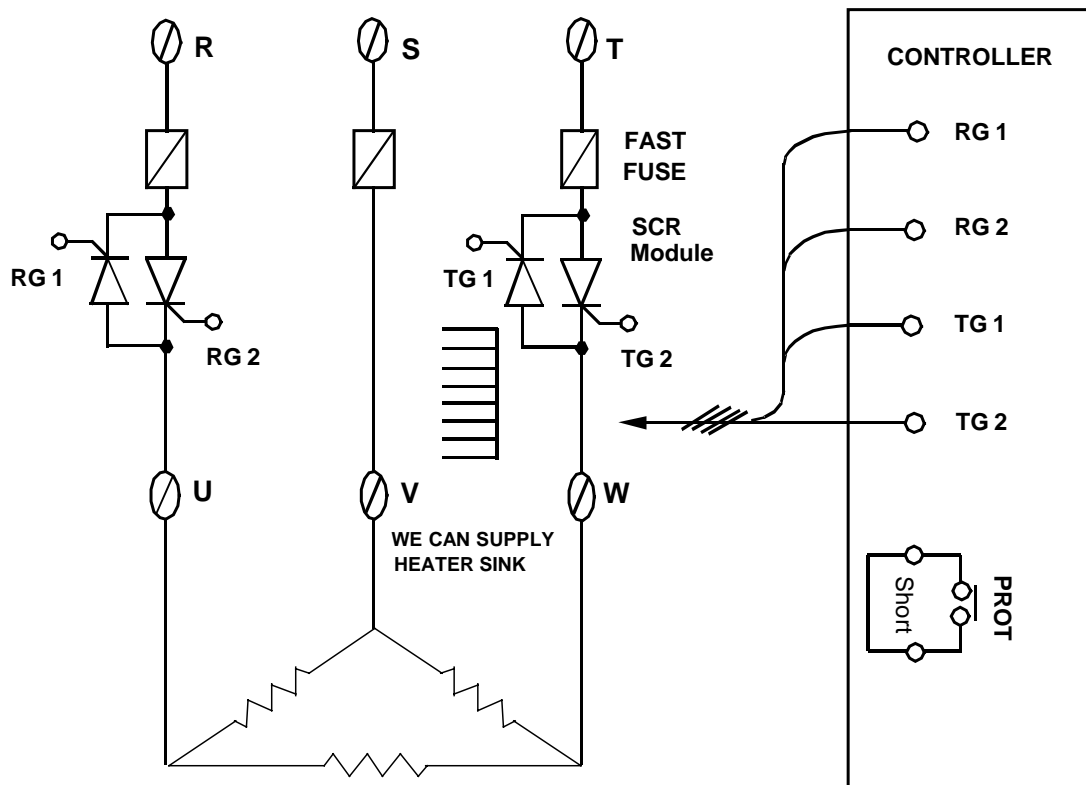 R
S
T
CONTROLLER
FAST
FUSE
SCR
Module
RG 1
RG 2
TG 1
TG 2
RG 1
RG 2
TG 1
TG 2
U
V
W
WE CAN SUPPLY
HEATER SINK
Short
PROT